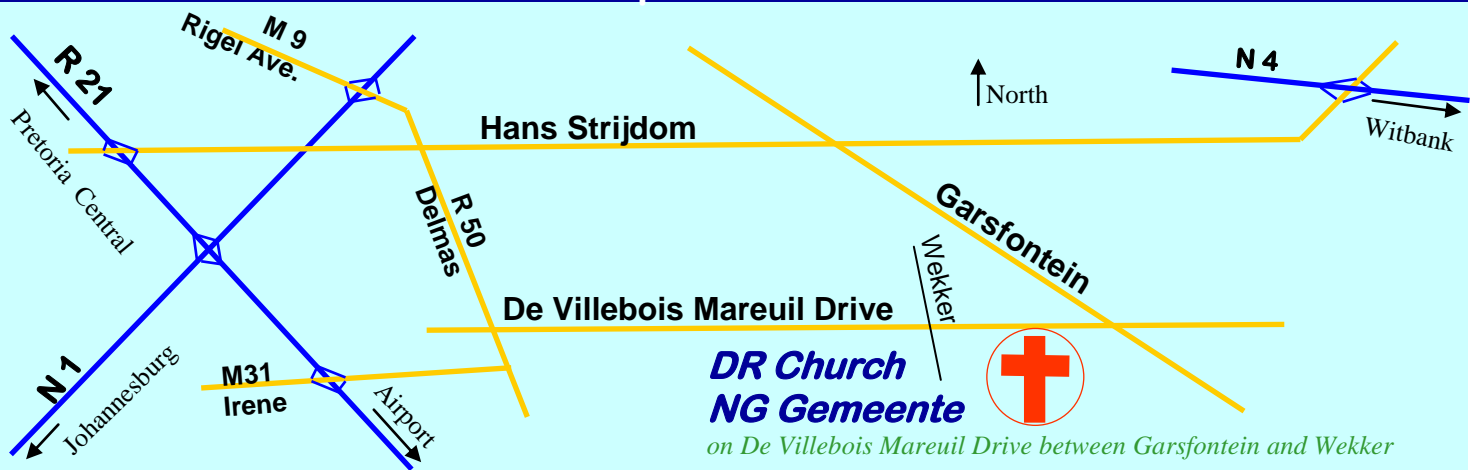 M 9
Rigel Ave.
R 21
Pretoria Central
N 4
North
Witbank
Hans Strijdom
R 50
Delmas
Garsfontein
Wekker
De Villebois Mareuil Drive
M31
Irene
N 1
Johannesburg
Airport
DR Church
NG Gemeente
on De Villebois Mareuil Drive between Garsfontein and Wekker